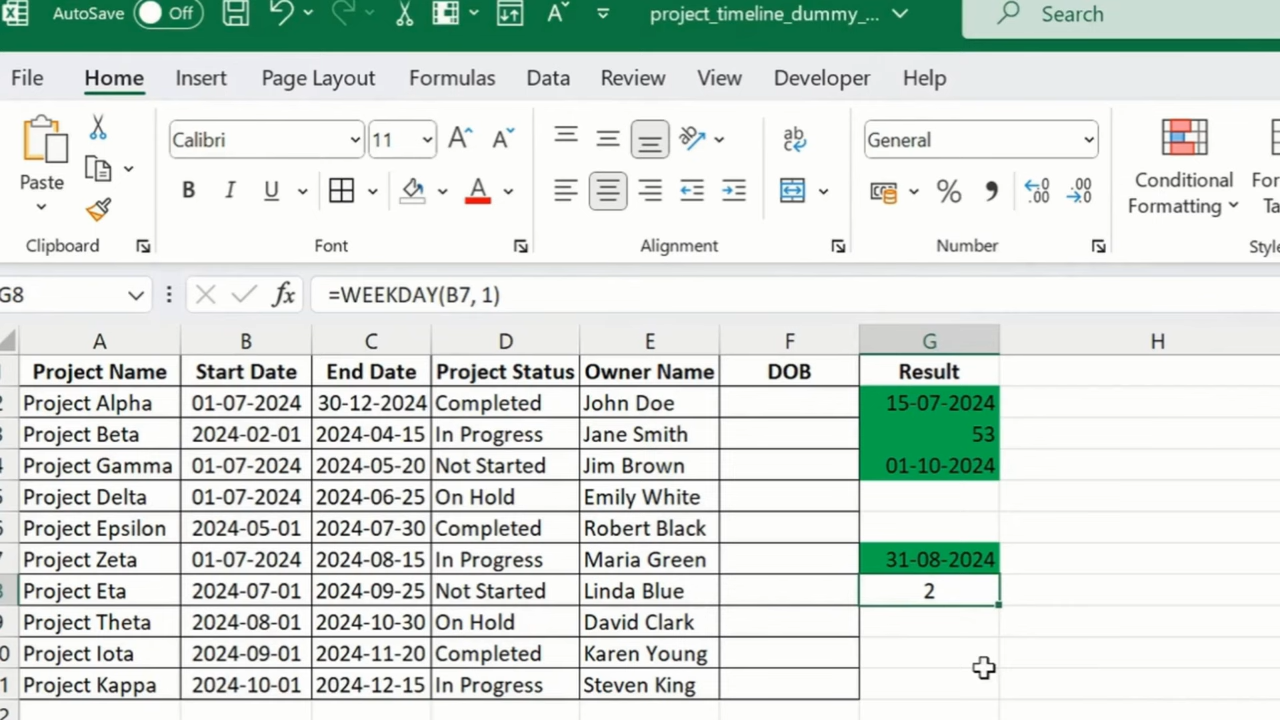 AutoSave Off project_timeline_dummy_... Search
File Home Insert Page Layout Formulas Data Review View Developer Help
Calibri 11 General
Paste Conditional
Formatting
Clipboard Font Alignment Number
G8 fx =WEEKDAY(B7, 1)
A B C D E F G H
Project Name Start Date End Date Project Status Owner Name DOB Result
Project Alpha 01-07-2024 30-12-2024 Completed John Doe 15-07-2024
Project Beta 2024-02-01 2024-04-15 In Progress Jane Smith 53
Project Gamma 01-07-2024 2024-05-20 Not Started Jim Brown 01-10-2024
Project Delta 01-07-2024 2024-06-25 On Hold Emily White
Project Epsilon 2024-05-01 2024-07-30 Completed Robert Black
Project Zeta 01-07-2024 2024-08-15 In Progress Maria Green 31-08-2024
Project Eta 2024-07-01 2024-09-25 Not Started Linda Blue 2
Project Theta 2024-08-01 2024-10-30 On Hold David Clark
Project Iota 2024-09-01 2024-11-20 Completed Karen Young
Project Kappa 2024-10-01 2024-12-15 In Progress Steven King